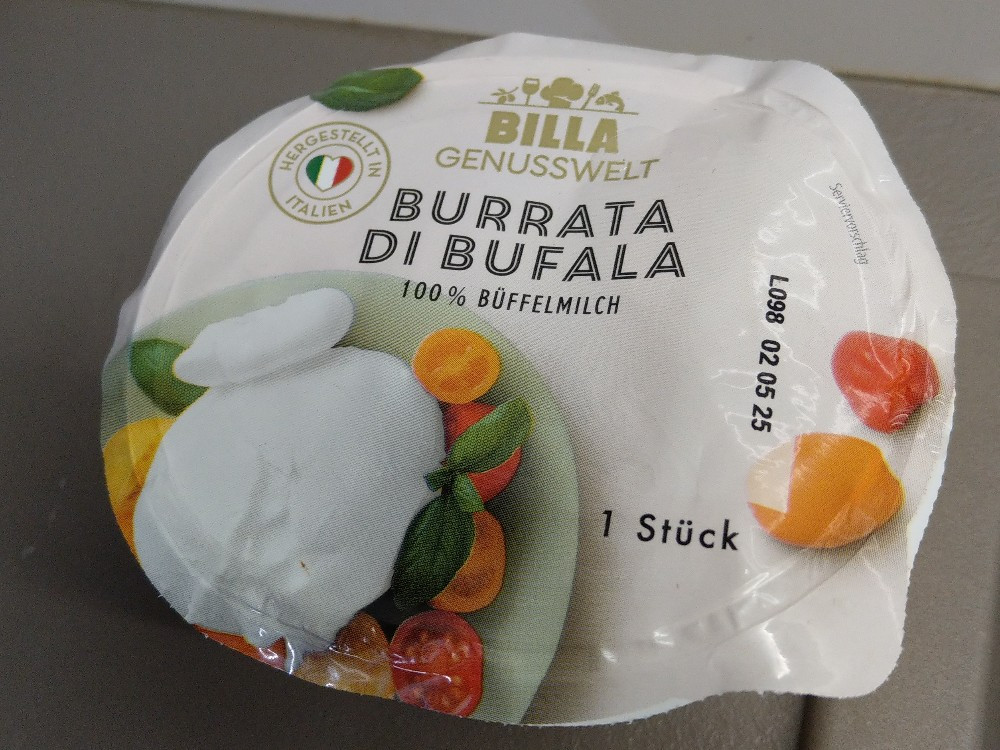 BILLA
GENUSSWELT
HERGESTELLT IN
ITALIEN
BURRATA
DI BUFALA
100% BÜFFELMILCH
Serviervorschlag
L098 02 05 25
1 Stück